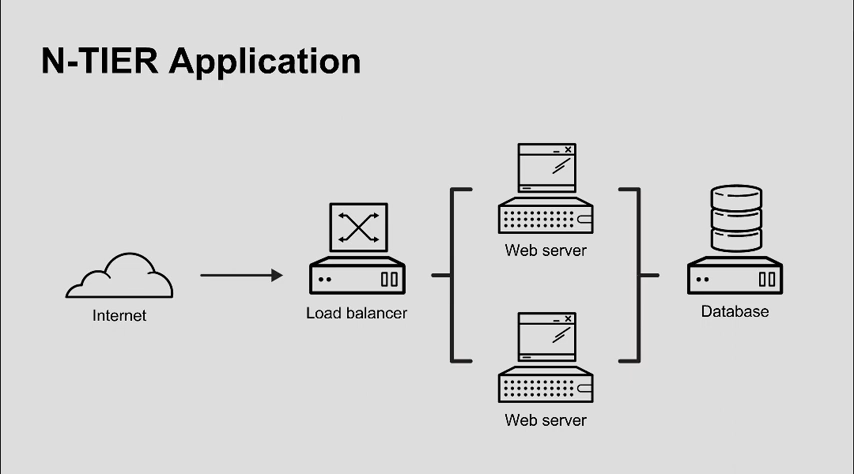 N-TIER Application
Internet
Load balancer
Web server
Web server
Database